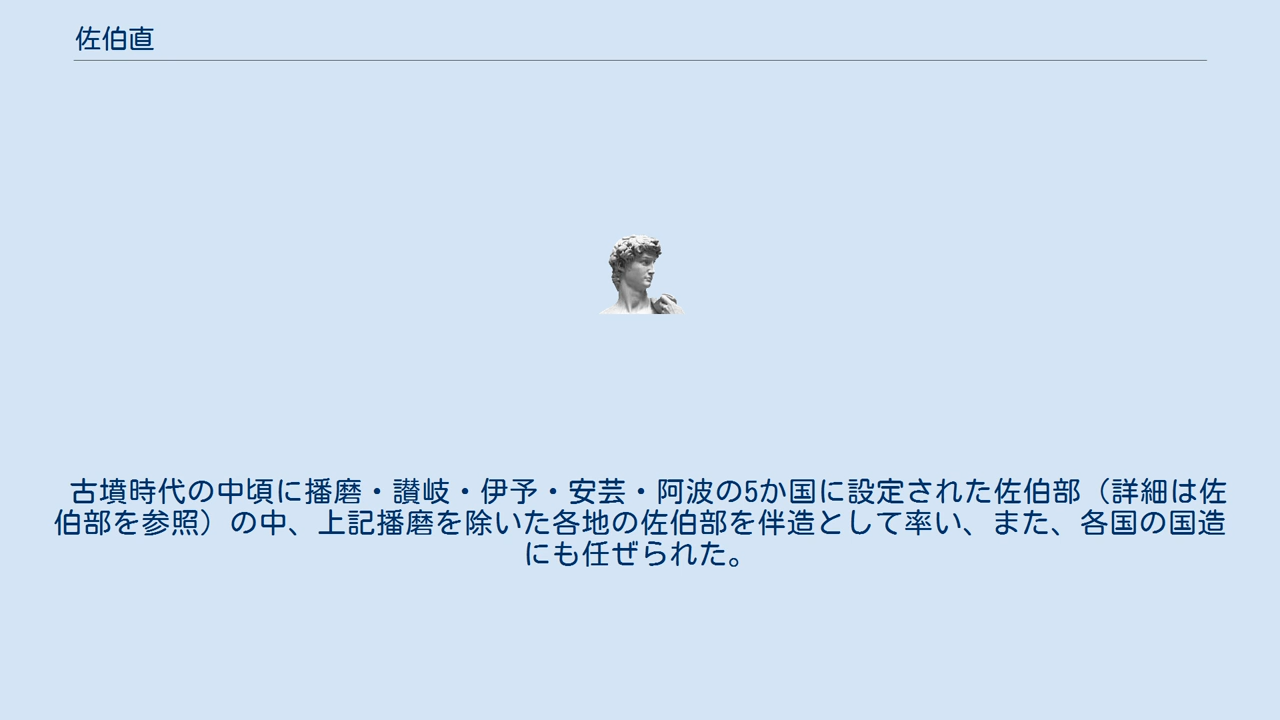 佐伯直
古墳時代の中頃に播磨・讃岐・伊予・安芸・阿波の5か国に設定された佐伯部（詳細は佐
伯部を参照）の中、上記播磨を除いた各地の佐伯部を伴造として率い、また、各国の国造
にも任ぜられた。